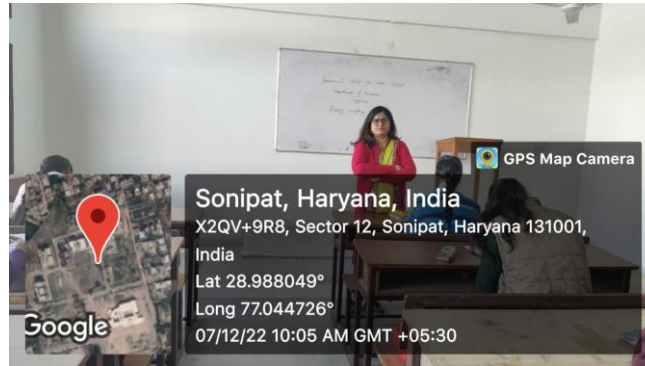 GPS Map Camera
Sonipat, Haryana, India
X2QV+9R8, Sector 12, Sonipat, Haryana 131001,
India
Lat 28.988049°
Long 77.044726°
07/12/22 10:05 AM GMT +05:30
Google